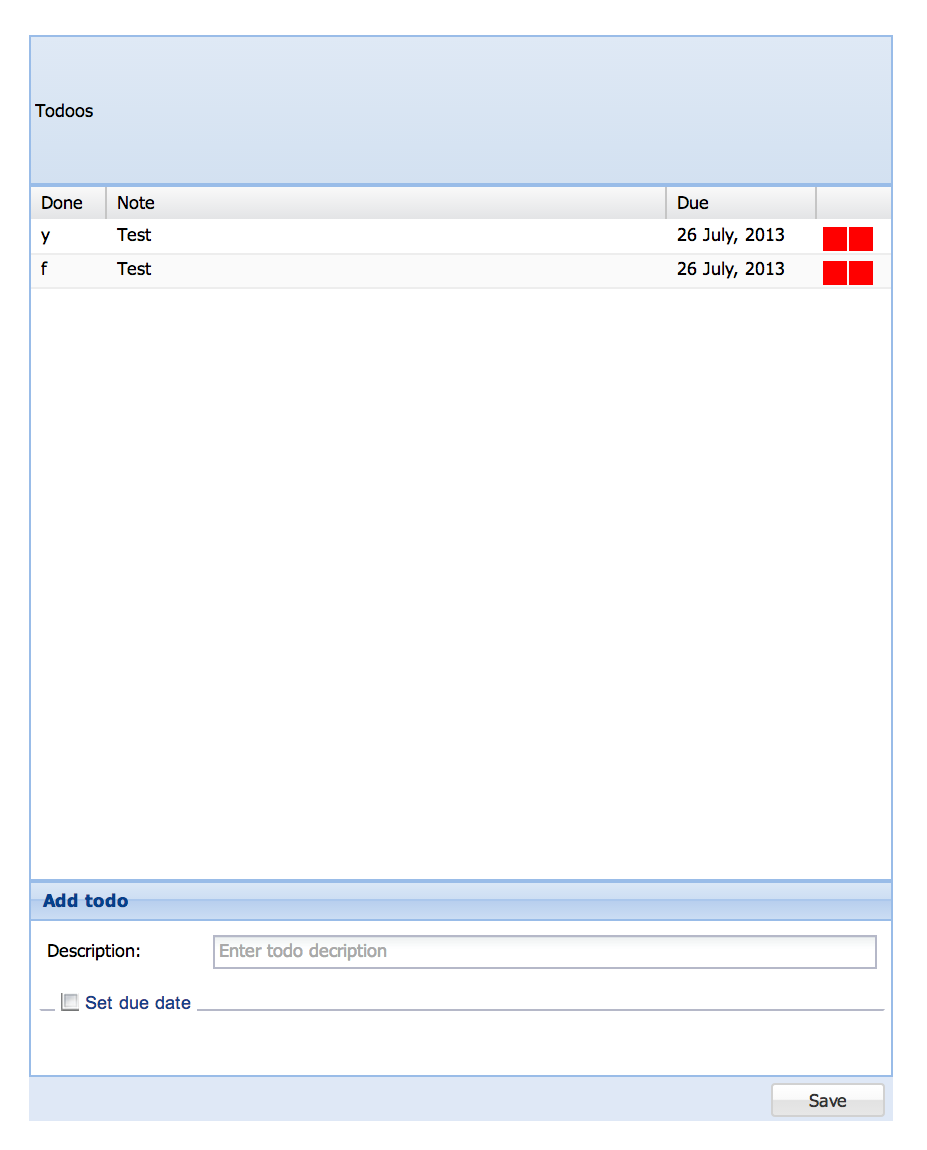 Todoos
Done Note Due
y Test 26 July, 2013
f Test 26 July, 2013
Add todo
Description: Enter todo decription
Set due date
Save